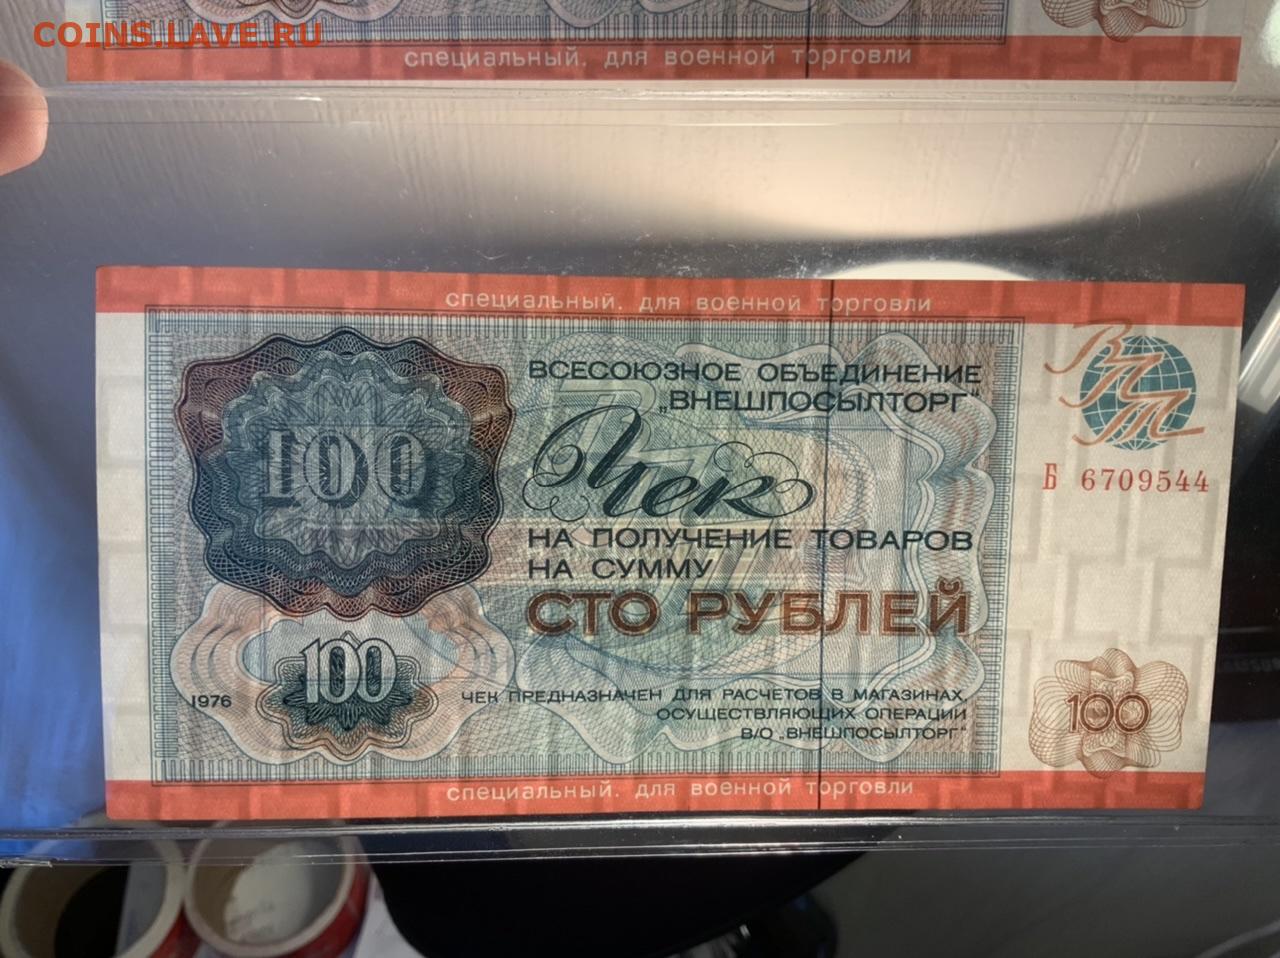 COINS.LAVE.RU
специальный. для военной торговли
специальный. для военной торговли
ВСЕСОЮЗНОЕ ОБЪЕДИНЕНИЕ
„ВНЕШПОСЫЛТОРГ"
ВПТ
100
Чек
Б 6709544
НА ПОЛУЧЕНИЕ ТОВАРОВ
НА СУММУ
СТО РУБЛЕЙ
100
1976
ЧЕК ПРЕДНАЗНАЧЕН ДЛЯ РАСЧЕТОВ В МАГАЗИНАХ,
ОСУЩЕСТВЛЯЮЩИХ ОПЕРАЦИИ
В/О „ВНЕШПОСЫЛТОРГ"
100
специальный. для военной торговли